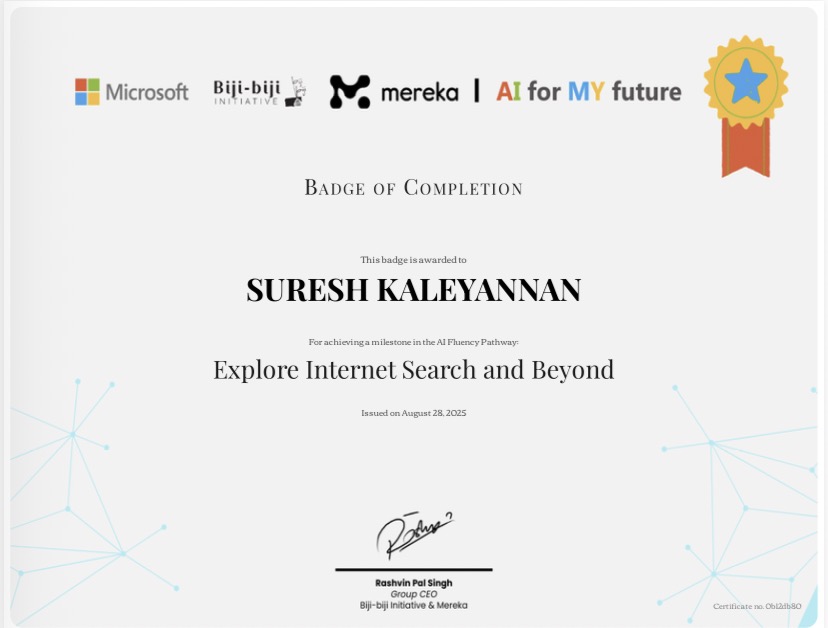 Microsoft Biji-biji INITIATIVE mereka | AI for MY future
BADGE OF COMPLETION
This badge is awarded to
SURESH KALEYANNAN
For achieving a milestone in the AI Fluency Pathway:
Explore Internet Search and Beyond
Issued on August 28, 2025
Rashvin Pal Singh
Group CEO
Biji-biji Initiative & Mereka
Certificate no. 0b12db80